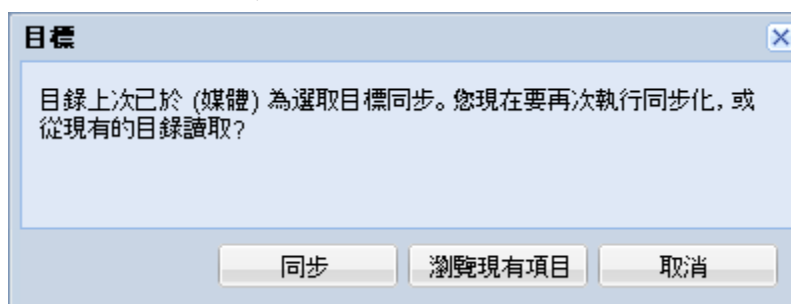 目標
目錄上次已於 (媒體) 為選取目標同步。您現在要再次執行同步化, 或
從現有的目錄讀取?
同步
瀏覽現有項目
取消